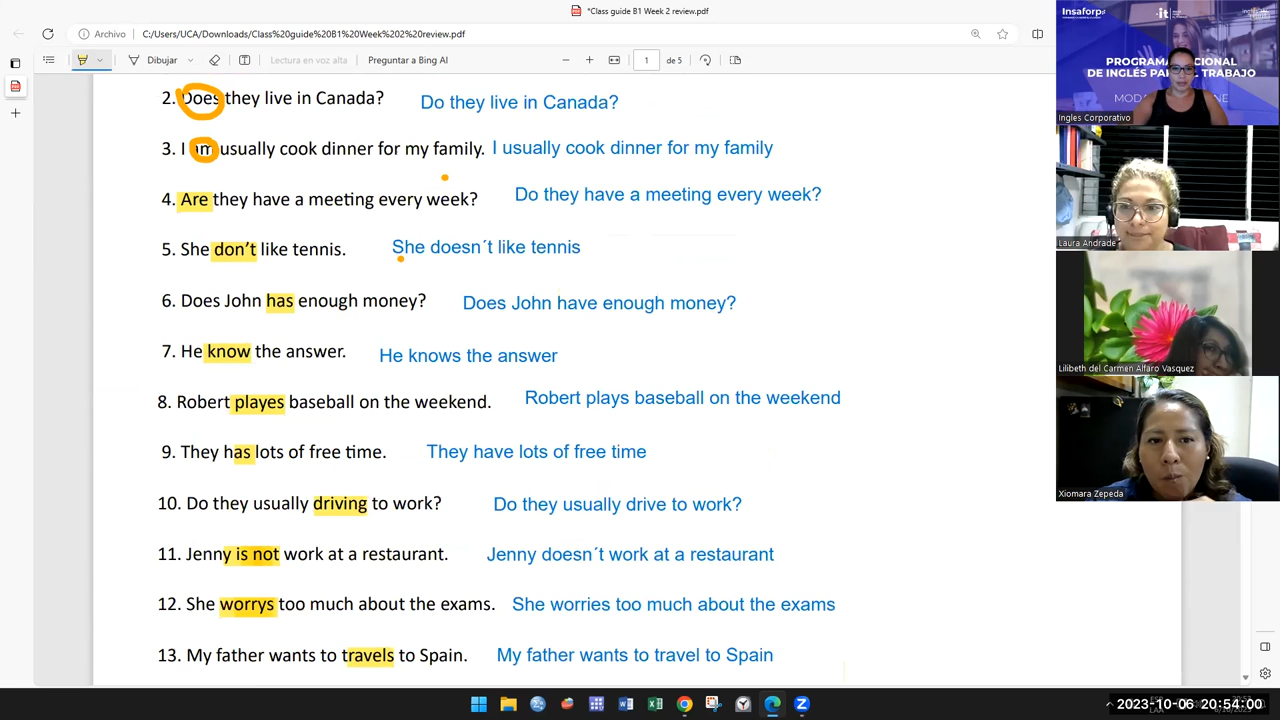 *Class guide B1 Week 2 review.pdf
Archivo C:/Users/UCA/Downloads/Class%20guide%20B1%20Week%202%20review.pdf
Dibujar Lectura en voz alta Preguntar a Bing AI 1 de 5
2. Does they live in Canada? Do they live in Canada?
3. I am usually cook dinner for my family. I usually cook dinner for my family
4. Are they have a meeting every week? Do they have a meeting every week?
5. She don't like tennis. She doesn´t like tennis
6. Does John has enough money? Does John have enough money?
7. He know the answer. He knows the answer
8. Robert playes baseball on the weekend. Robert plays baseball on the weekend
9. They has lots of free time. They have lots of free time
10. Do they usually driving to work? Do they usually drive to work?
11. Jenny is not work at a restaurant. Jenny doesn´t work at a restaurant
12. She worrys too much about the exams. She worries too much about the exams
13. My father wants to travels to Spain. My father wants to travel to Spain
Insaforp
Ingles Corporativo
Laura Andrade
Lilibeth del Carmen Alfaro Vasquez
Xiomara Zepeda
2023-10-06 20:54:00